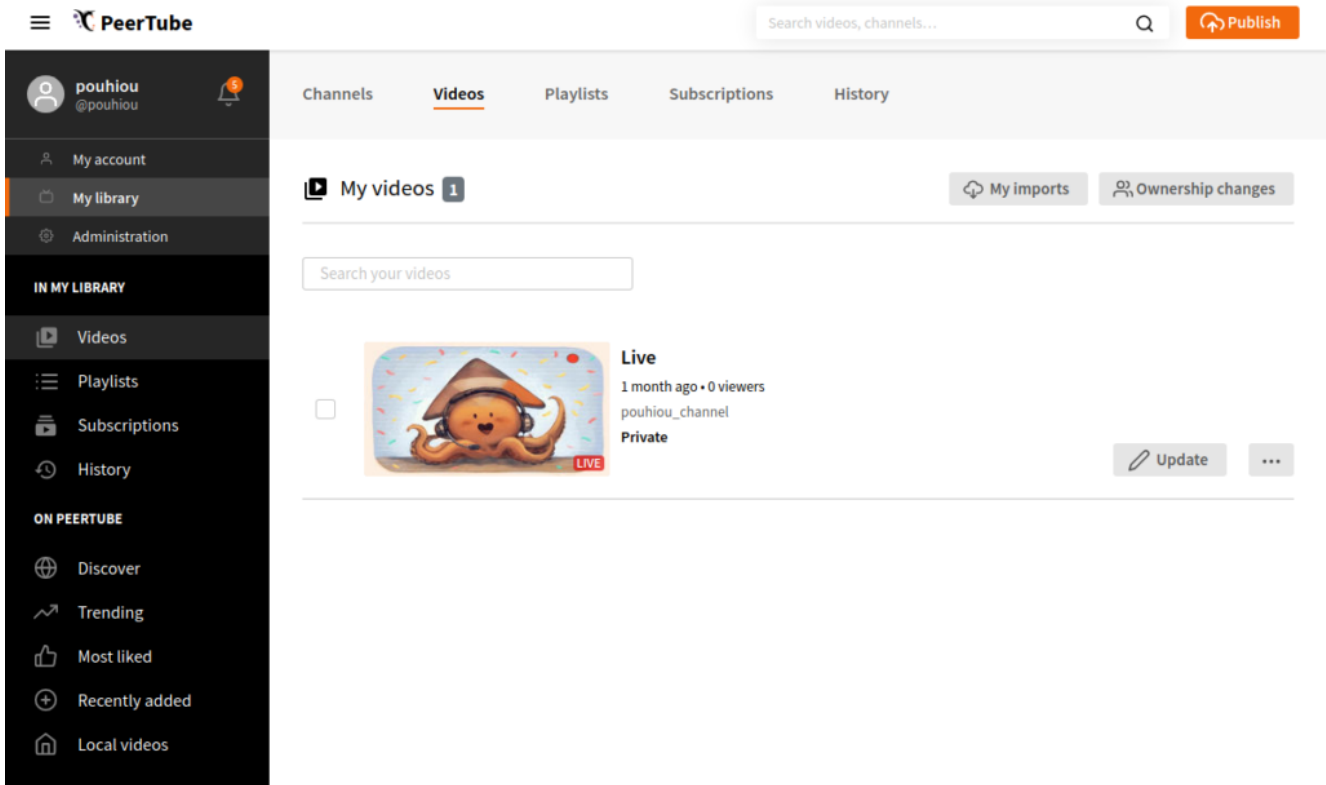 PeerTube
Search videos, channels...
Publish
pouhiou
@pouhiou
5
My account
My library
Administration
IN MY LIBRARY
Videos
Playlists
Subscriptions
History
ON PEERTUBE
Discover
Trending
Most liked
Recently added
Local videos
Channels Videos Playlists Subscriptions History
My videos 1
My imports
Ownership changes
Search your videos
LIVE
Live
1 month ago • 0 viewers
pouhiou_channel
Private
Update
...